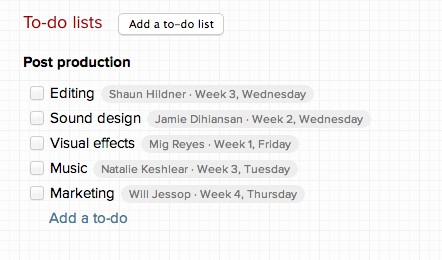 To-do lists Add a to-do list
Post production
Editing Shaun Hildner · Week 3, Wednesday
Sound design Jamie Dihiansan · Week 2, Wednesday
Visual effects Mig Reyes · Week 1, Friday
Music Natalie Keshlear · Week 3, Tuesday
Marketing Will Jessop · Week 4, Thursday
Add a to-do